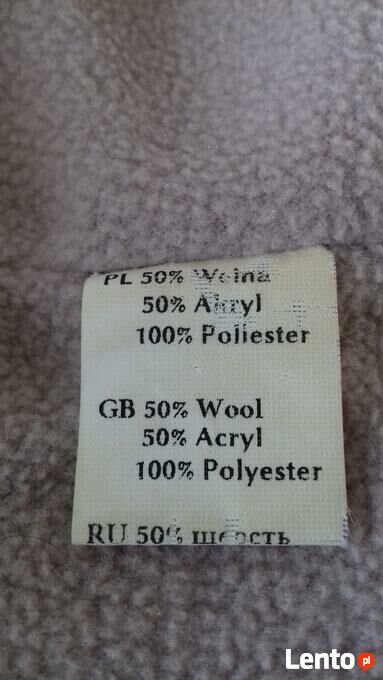 PL 50% Wełna
50% Akryl
100% Poliester
GB 50% Wool
50% Acryl
100% Polyester
RU 50% шерсть
Lento pl